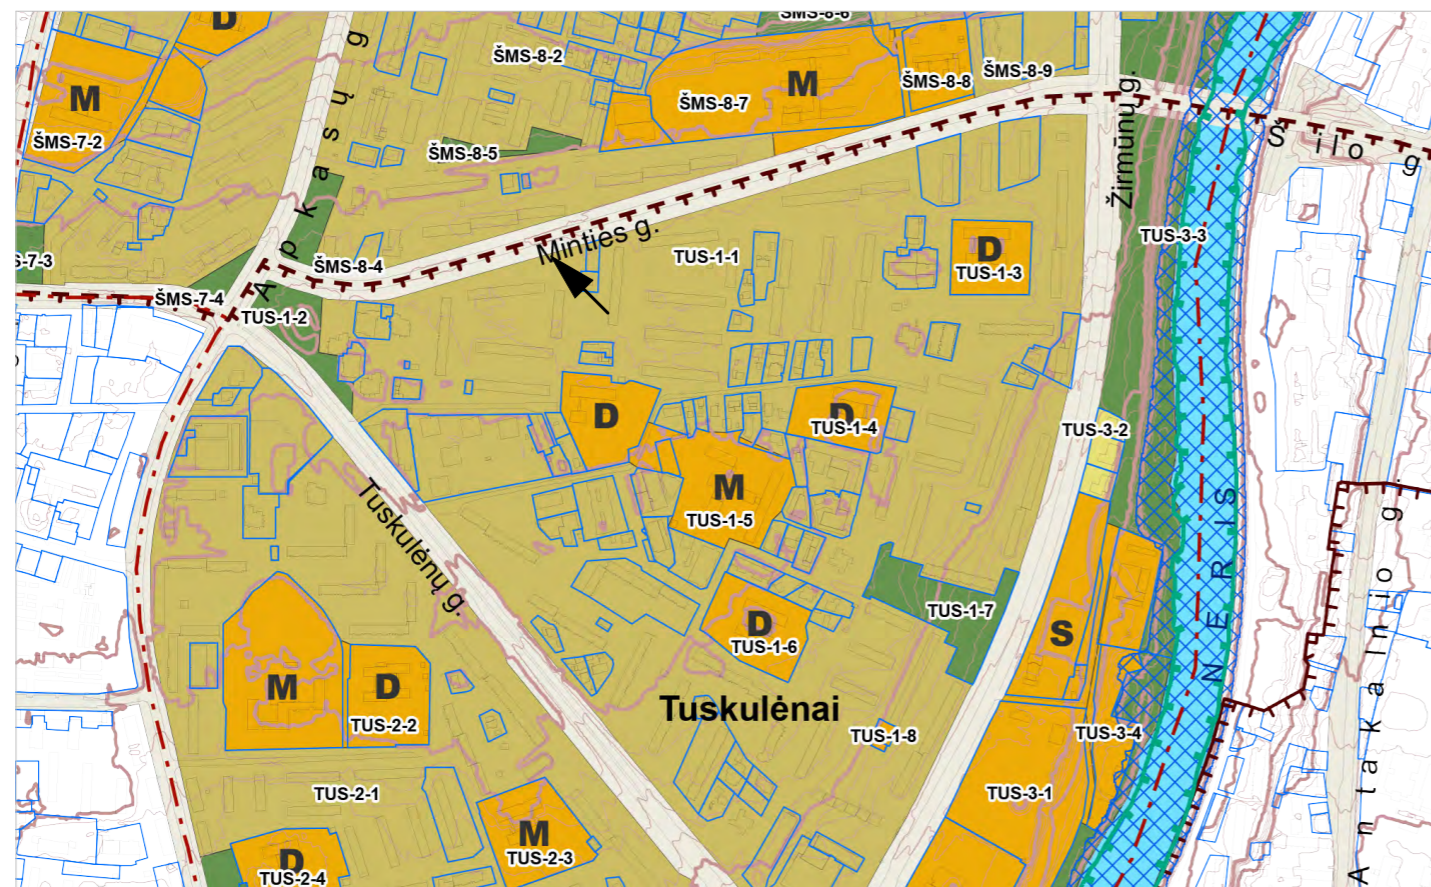 D
ŠMS-8-6
Apkasų g
ŠMS-8-2
M
ŠMS-7-2
ŠMS-8-7
M
ŠMS-8-8
ŠMS-8-9
ŠMS-8-5
Šilo g.
Žirmūnų g.
Minties g.
TUS-3-3
TUS-1-1
D
TUS-1-3
ŠMS-8-4
ŠMS-7-4
TUS-1-2
D
D
TUS-1-4
TUS-3-2
M
TUS-1-5
Tuskulėnų g.
NERIS
Antakalnio g.
D
TUS-1-6
TUS-1-7
S
M
D
TUS-2-2
Tuskulėnai
TUS-1-8
TUS-3-4
TUS-2-1
TUS-3-1
M
TUS-2-3
D
TUS-2-4